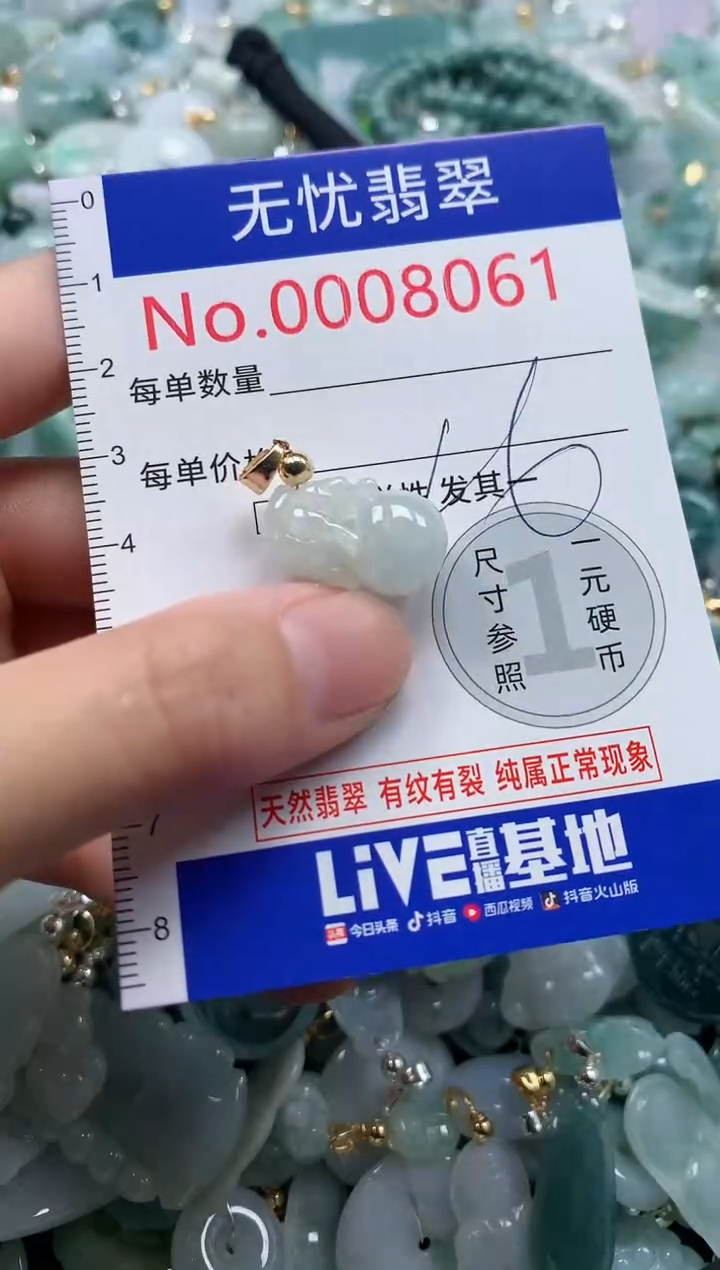 无忧翡翠
No.0008061
每单数量
每单价
16
发其一
尺寸参照
1
一元硬币
天然翡翠 有纹有裂 纯属正常现象
LiVE直播基地
头条 今日头条 抖音 西瓜视频 抖音火山版
0
1
2
3
4
7
8